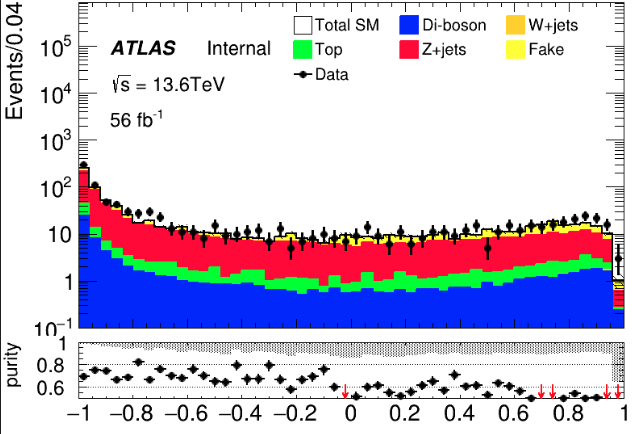 Events/0.04
10⁵
10⁴
10³
10²
10
1
10⁻¹
ATLAS Internal
√s = 13.6TeV
56 fb⁻¹
Total SM Di-boson W+jets
Top Z+jets Fake
Data
purity
1
0.8
0.6
−1 −0.8 −0.6 −0.4 −0.2 0 0.2 0.4 0.6 0.8 1